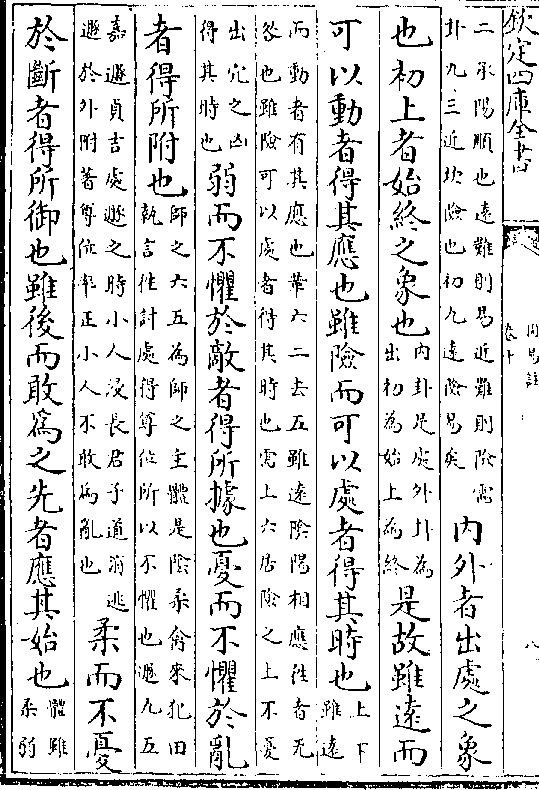 欽定四庫全書
周易註
卷十
八
二承陽順也遠難則易近難則險需
卦九三近坎險也初九遠險易矣
內外者出處之象
也初上者始終之象也
內卦是處外卦為
出初為始上為終
是故雖遠而
可以動者得其應也雖險而可以處者得其時也
上下
雖遠
而動者有其應也革六二去五雖遠陰陽相應往者无
咎也雖險可以處者得其時也需上六居險之上不憂
出穴之凶
得其時也
弱而不懼於敵者得所據也憂而不懼於亂
者得所附也
師之六五為師之主體是陰柔禽來犯田
執言往討處得尊位所以不懼也遯九五
嘉遯貞吉處遯之時小人浸長君子道消逃
遯於外附著尊位率正小人不敢為亂也
柔而不憂
於斷者得所御也雖後而敢為之先者應其始也
體雖
柔弱